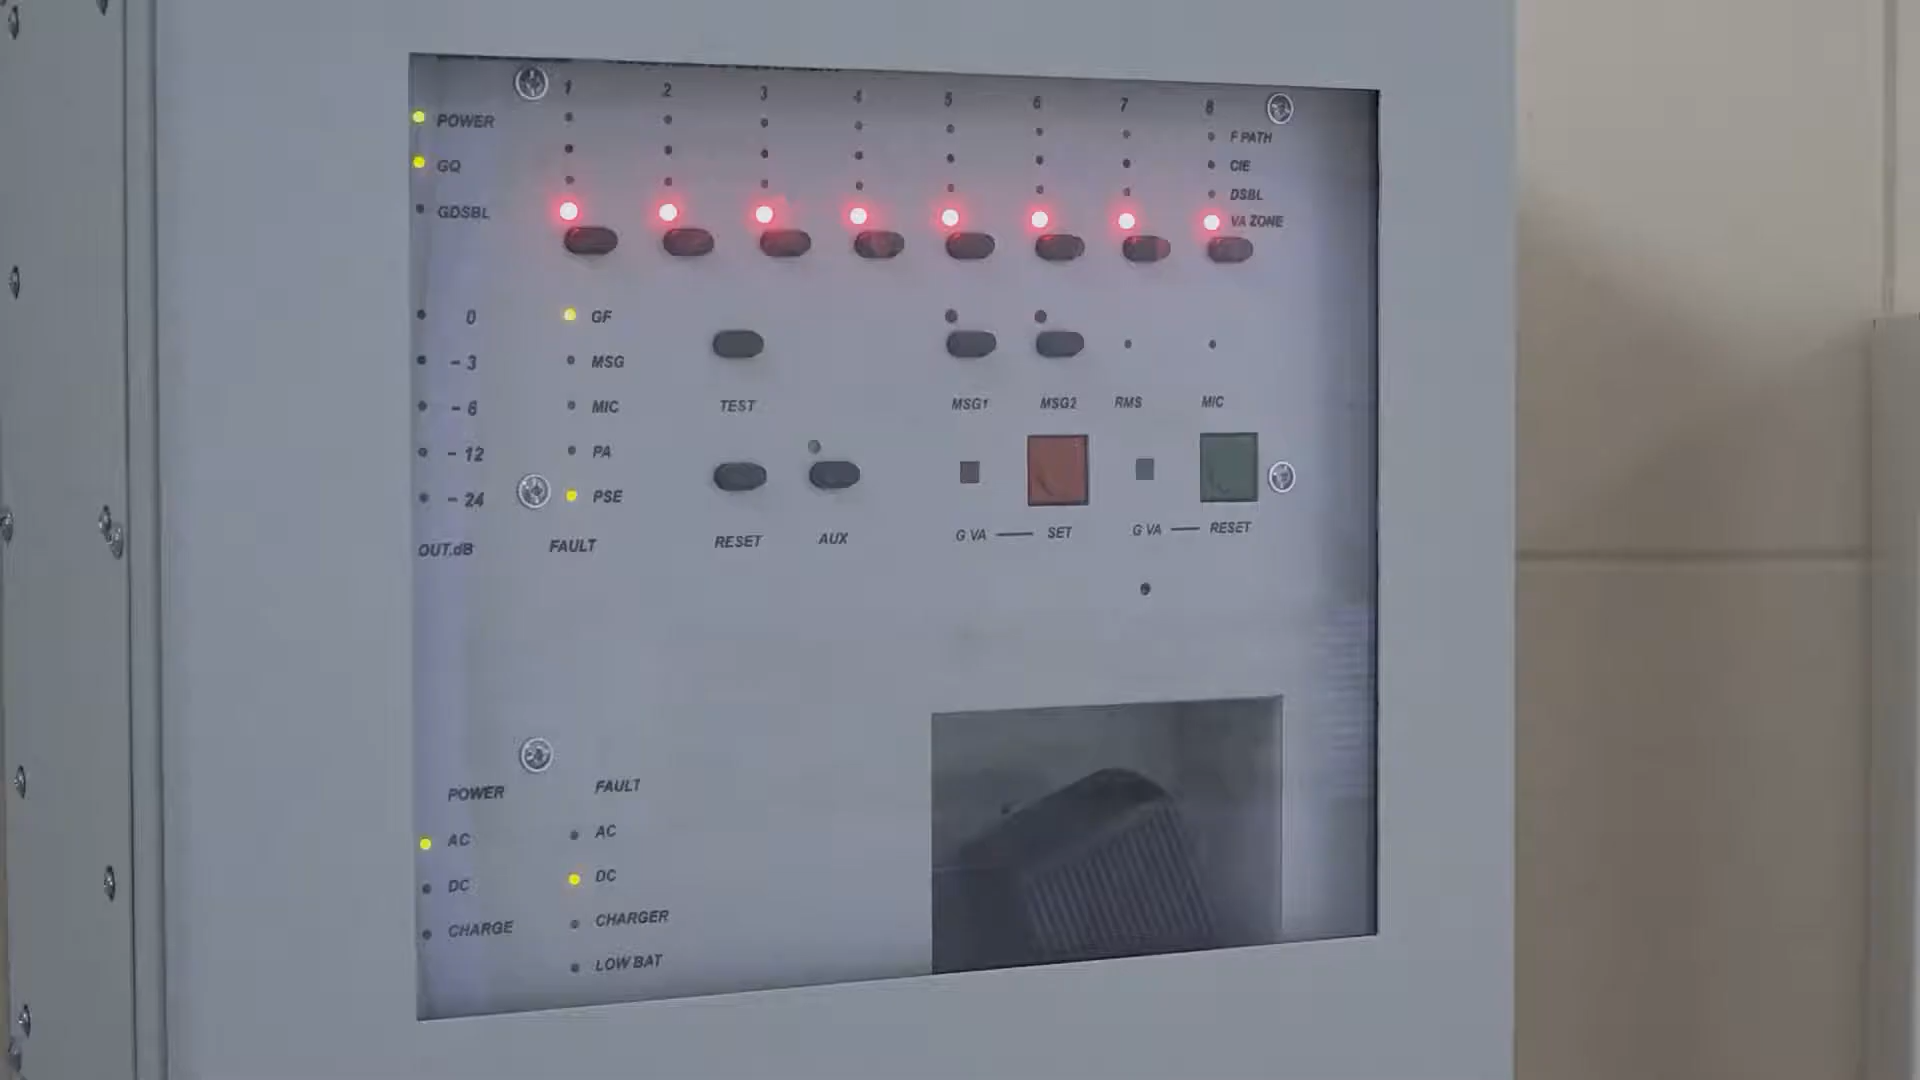 1 2 3 4 5 6 7 8
POWER
F PATH
GQ
CIE
DSBL
GDSBL
VA ZONE
0
GF
- 3
MSG
- 6
MIC
TEST
MSG1
MSG2
RMS
MIC
- 12
PA
- 24
PSE
OUT.dB
FAULT
RESET
AUX
G VA
SET
G VA
RESET
POWER
FAULT
AC
AC
DC
DC
CHARGE
CHARGER
LOW BAT